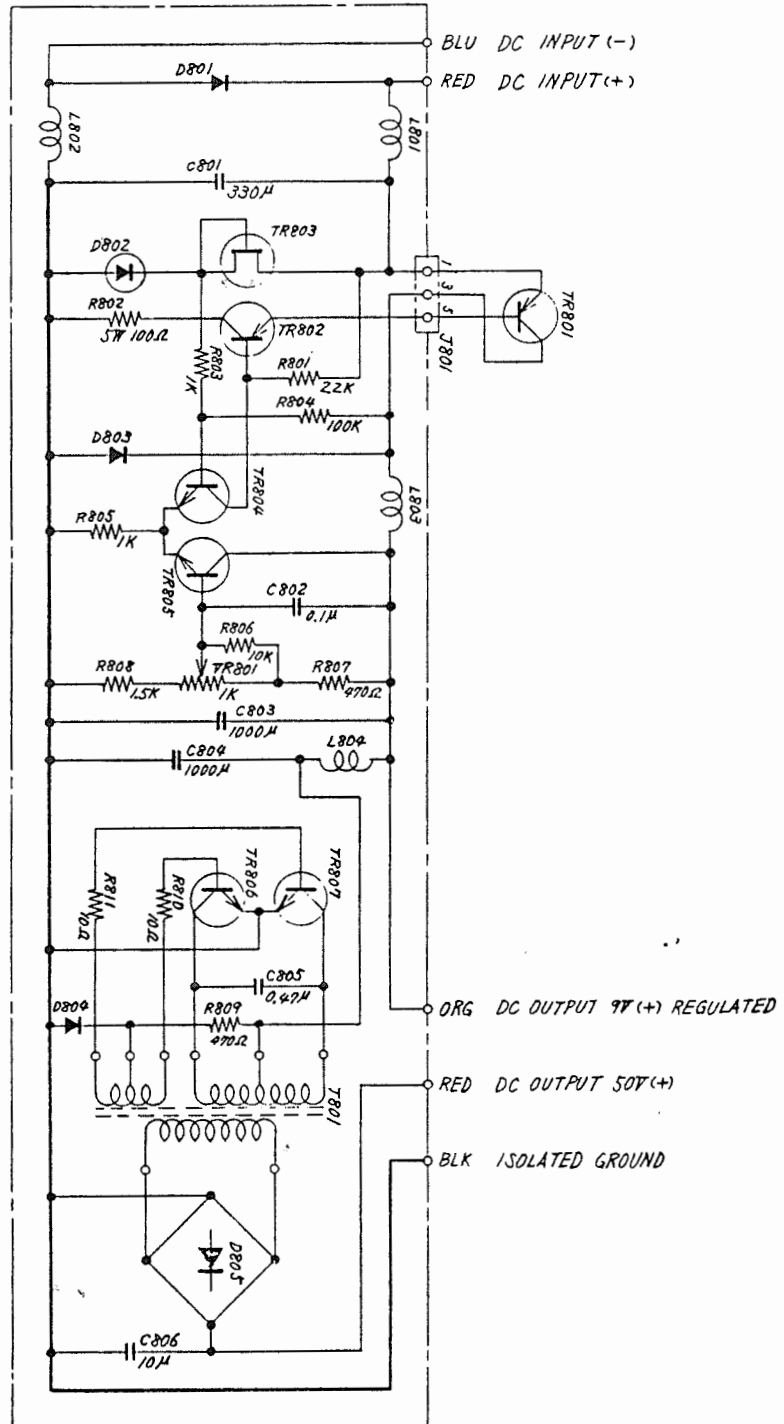 BLU DC INPUT (-)
D801
RED DC INPUT (+)
L802
L801
C801
330μ
TR803
D802
1
3
5
TR801
J801
R802
5W 100Ω
TR802
R803
1K
R801
22K
R804
100K
D803
TR804
L803
R805
1K
TR805
C802
0.1μ
R806
10K
R808
1.5K
VR801
1K
R807
470Ω
C803
1000μ
C804
1000μ
L804
R811
10Ω
R810
10Ω
TR806
TR807
C805
0.47μ
D804
R809
470Ω
ORG DC OUTPUT 9V (+) REGULATED
RED DC OUTPUT 50V (+)
T801
BLK ISOLATED GROUND
D805
C806
10μ